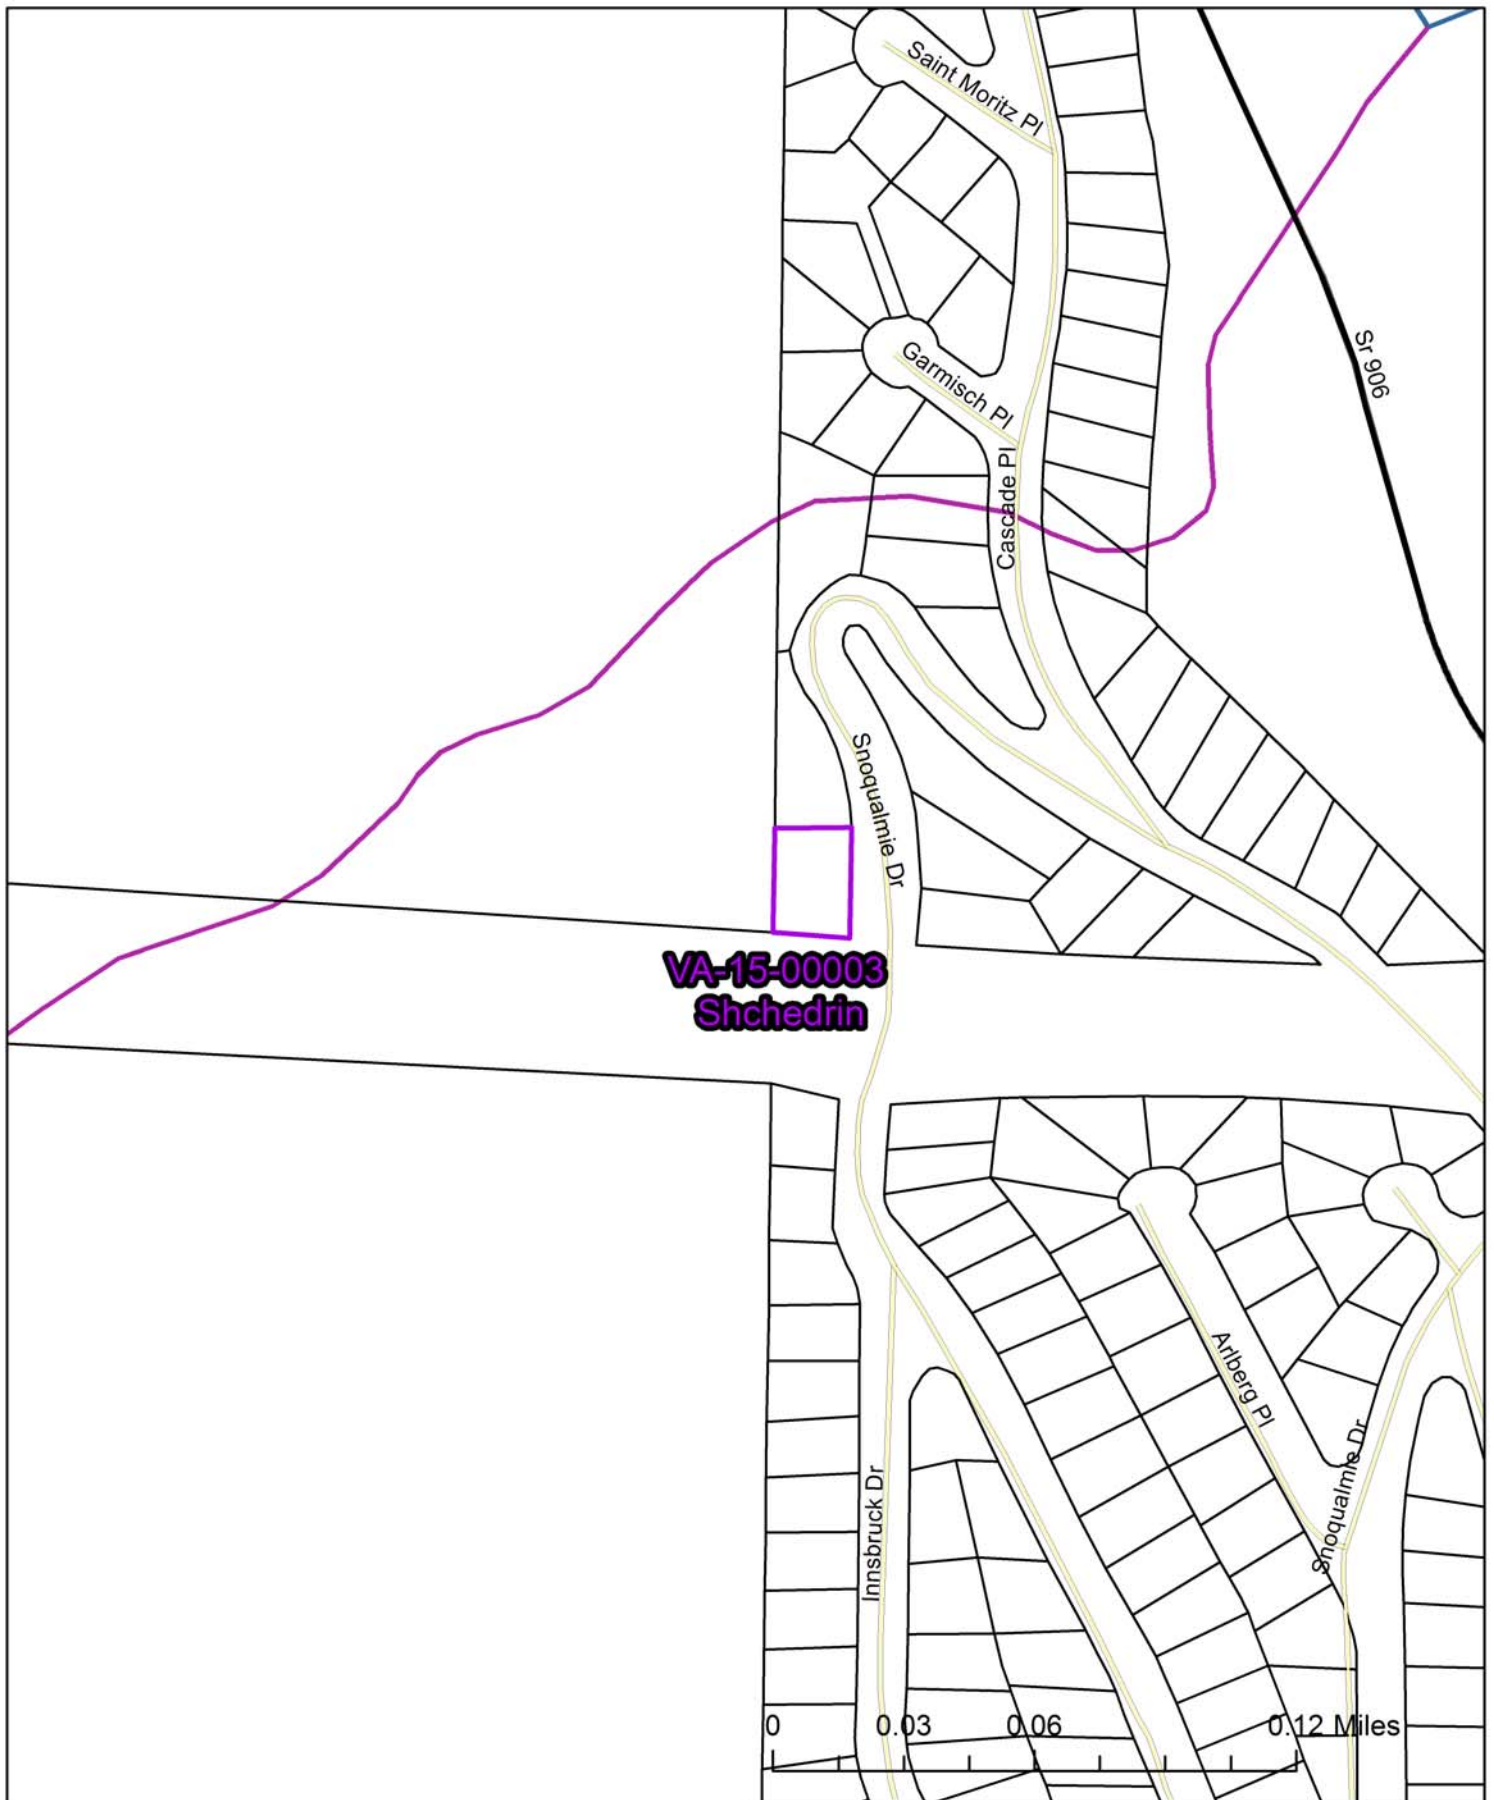 Saint Moritz Pl
Sr 906
Garmisch Pl
Cascade Pl
Snoqualmie Dr
VA-15-00003
Shchedrin
Arlberg Pl
Snoqualmie Dr
Innsbruck Dr
0 0.03 0.06 0.12 Miles